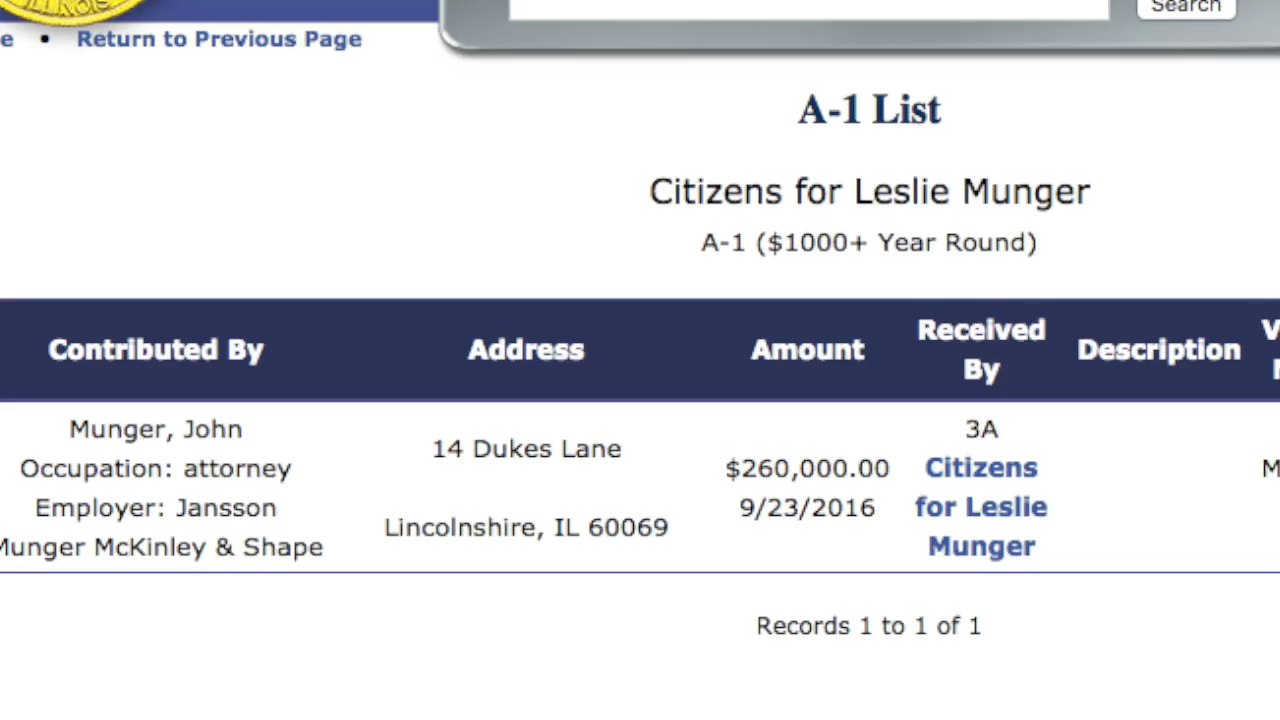 ILLINOIS
Search
e • Return to Previous Page
A-1 List
Citizens for Leslie Munger
A-1 ($1000+ Year Round)
Contributed By Address Amount Received By Description
Munger, John
Occupation: attorney
Employer: Jansson
Munger McKinley & Shape
14 Dukes Lane
Lincolnshire, IL 60069
$260,000.00
9/23/2016
3A
Citizens
for Leslie
Munger
Records 1 to 1 of 1